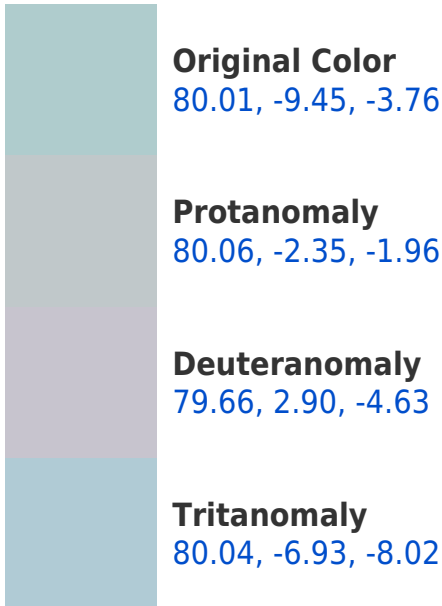 Original Color
80.01, -9.45, -3.76
Protanomaly
80.06, -2.35, -1.96
Deuteranomaly
79.66, 2.90, -4.63
Tritanomaly
80.04, -6.93, -8.02